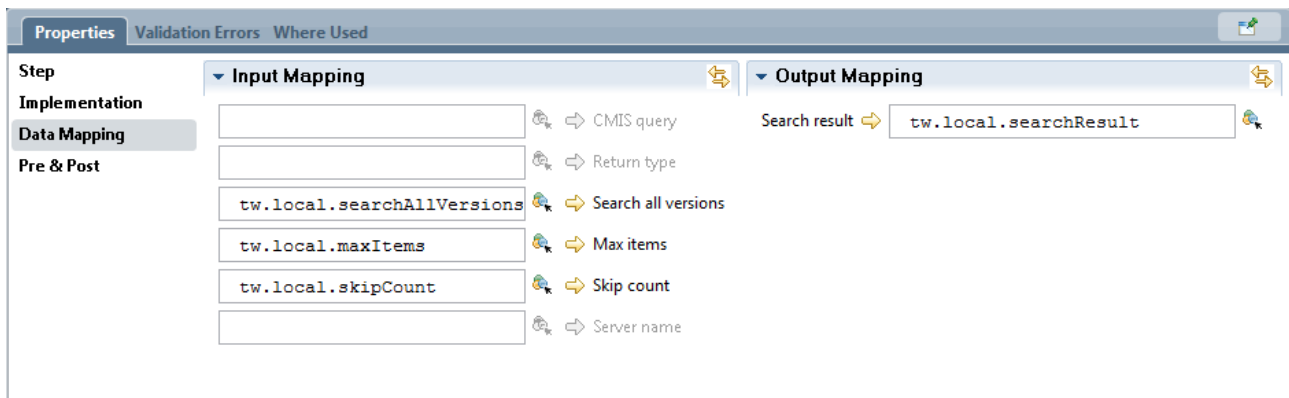 Properties Validation Errors Where Used
Step
Implementation
Data Mapping
Pre & Post
Input Mapping
CMIS query
Return type
tw.local.searchAllVersions Search all versions
tw.local.maxItems Max items
tw.local.skipCount Skip count
Server name
Output Mapping
Search result tw.local.searchResult